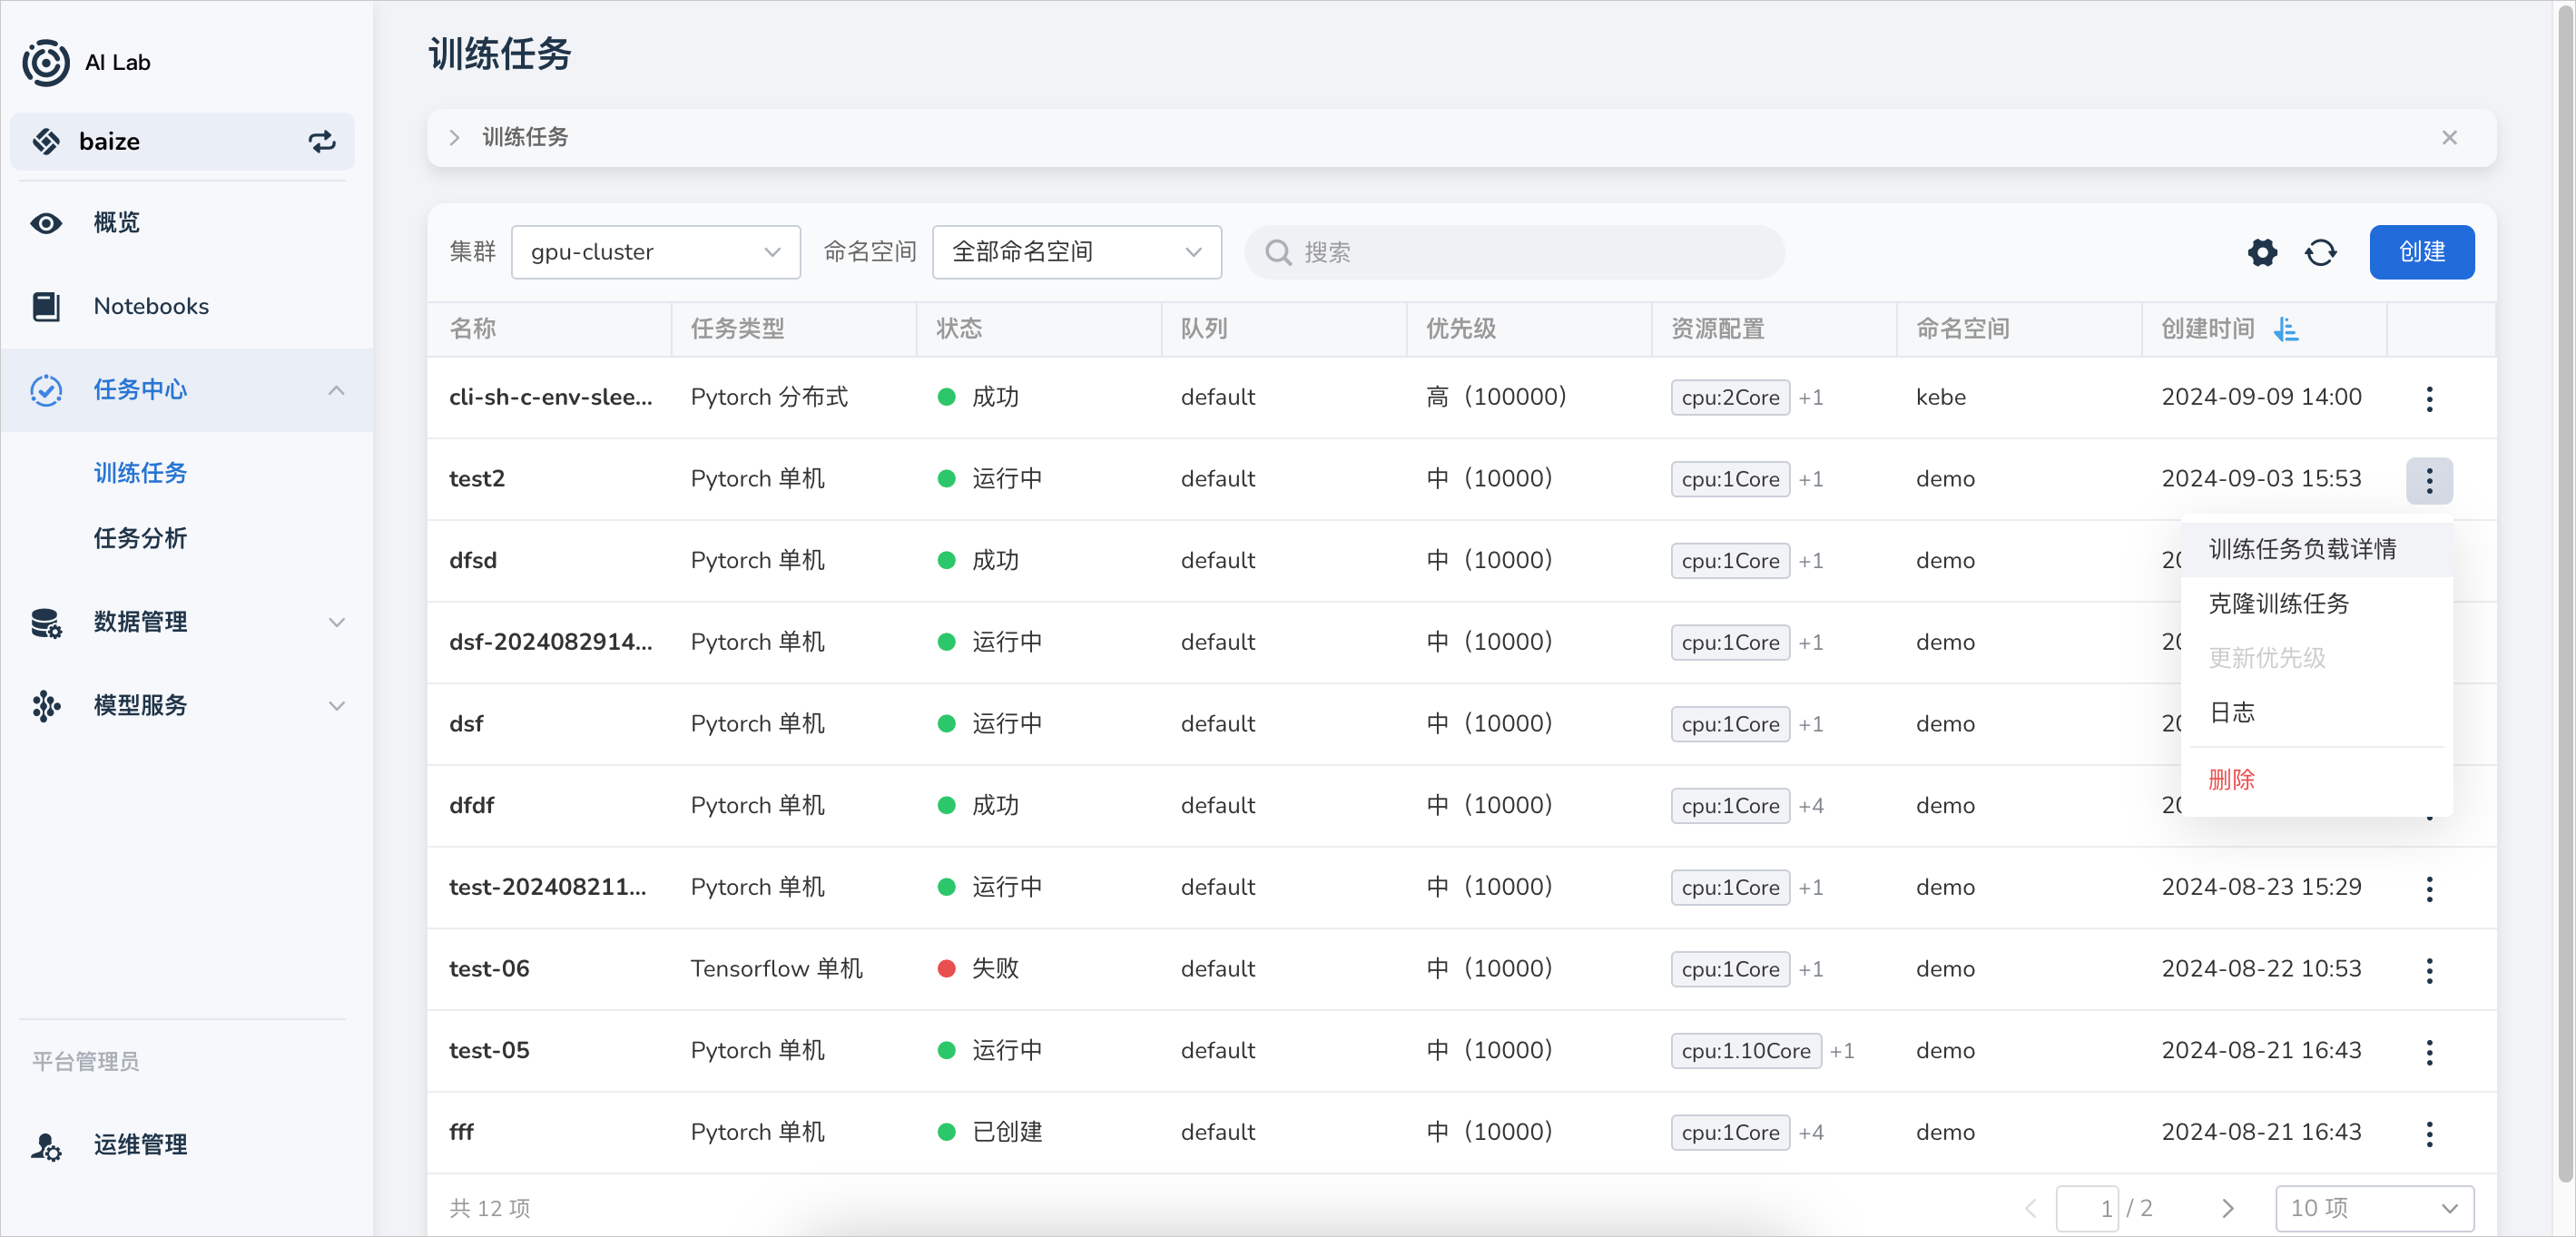 AI Lab
baize
概览
Notebooks
任务中心
训练任务
任务分析
数据管理
模型服务
平台管理员
运维管理
训练任务
训练任务
集群 gpu-cluster 命名空间 全部命名空间 搜索 创建
名称 任务类型 状态 队列 优先级 资源配置 命名空间 创建时间
cli-sh-c-env-slee... Pytorch 分布式 成功 default 高（100000） cpu:2Core +1 kebe 2024-09-09 14:00
test2 Pytorch 单机 运行中 default 中（10000） cpu:1Core +1 demo 2024-09-03 15:53
dfsd Pytorch 单机 成功 default 中（10000） cpu:1Core +1 demo 20
dsf-2024082914... Pytorch 单机 运行中 default 中（10000） cpu:1Core +1 demo 20
dsf Pytorch 单机 运行中 default 中（10000） cpu:1Core +1 demo 20
dfdf Pytorch 单机 成功 default 中（10000） cpu:1Core +4 demo 20
训练任务负载详情
克隆训练任务
更新优先级
日志
删除
test-202408211... Pytorch 单机 运行中 default 中（10000） cpu:1Core +1 demo 2024-08-23 15:29
test-06 Tensorflow 单机 失败 default 中（10000） cpu:1Core +1 demo 2024-08-22 10:53
test-05 Pytorch 单机 运行中 default 中（10000） cpu:1.10Core +1 demo 2024-08-21 16:43
fff Pytorch 单机 已创建 default 中（10000） cpu:1Core +4 demo 2024-08-21 16:43
共 12 项 1 / 2 10 项